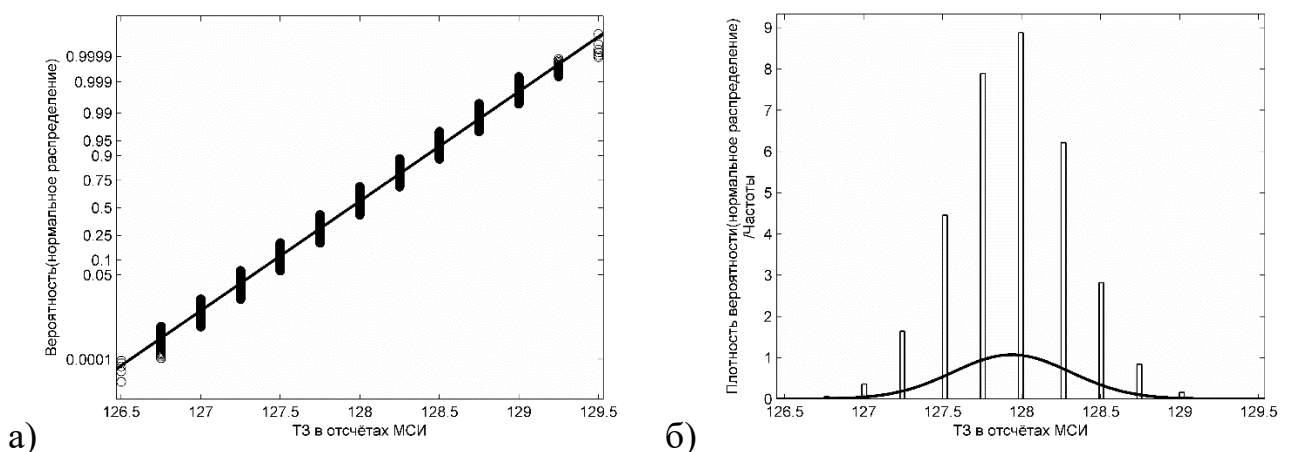 Вероятность(нормальное распределение)
0.9999
0.999
0.99
0.95
0.9
0.75
0.5
0.25
0.1
0.05
0.0001
126.5 127 127.5 128 128.5 129 129.5
ТЗ в отсчётах МСИ
а)
Плотность вероятности(нормальное распределение)
/Частоты
9
8
7
6
5
4
3
2
1
0
126.5 127 127.5 128 128.5 129 129.5
ТЗ в отсчётах МСИ
б)